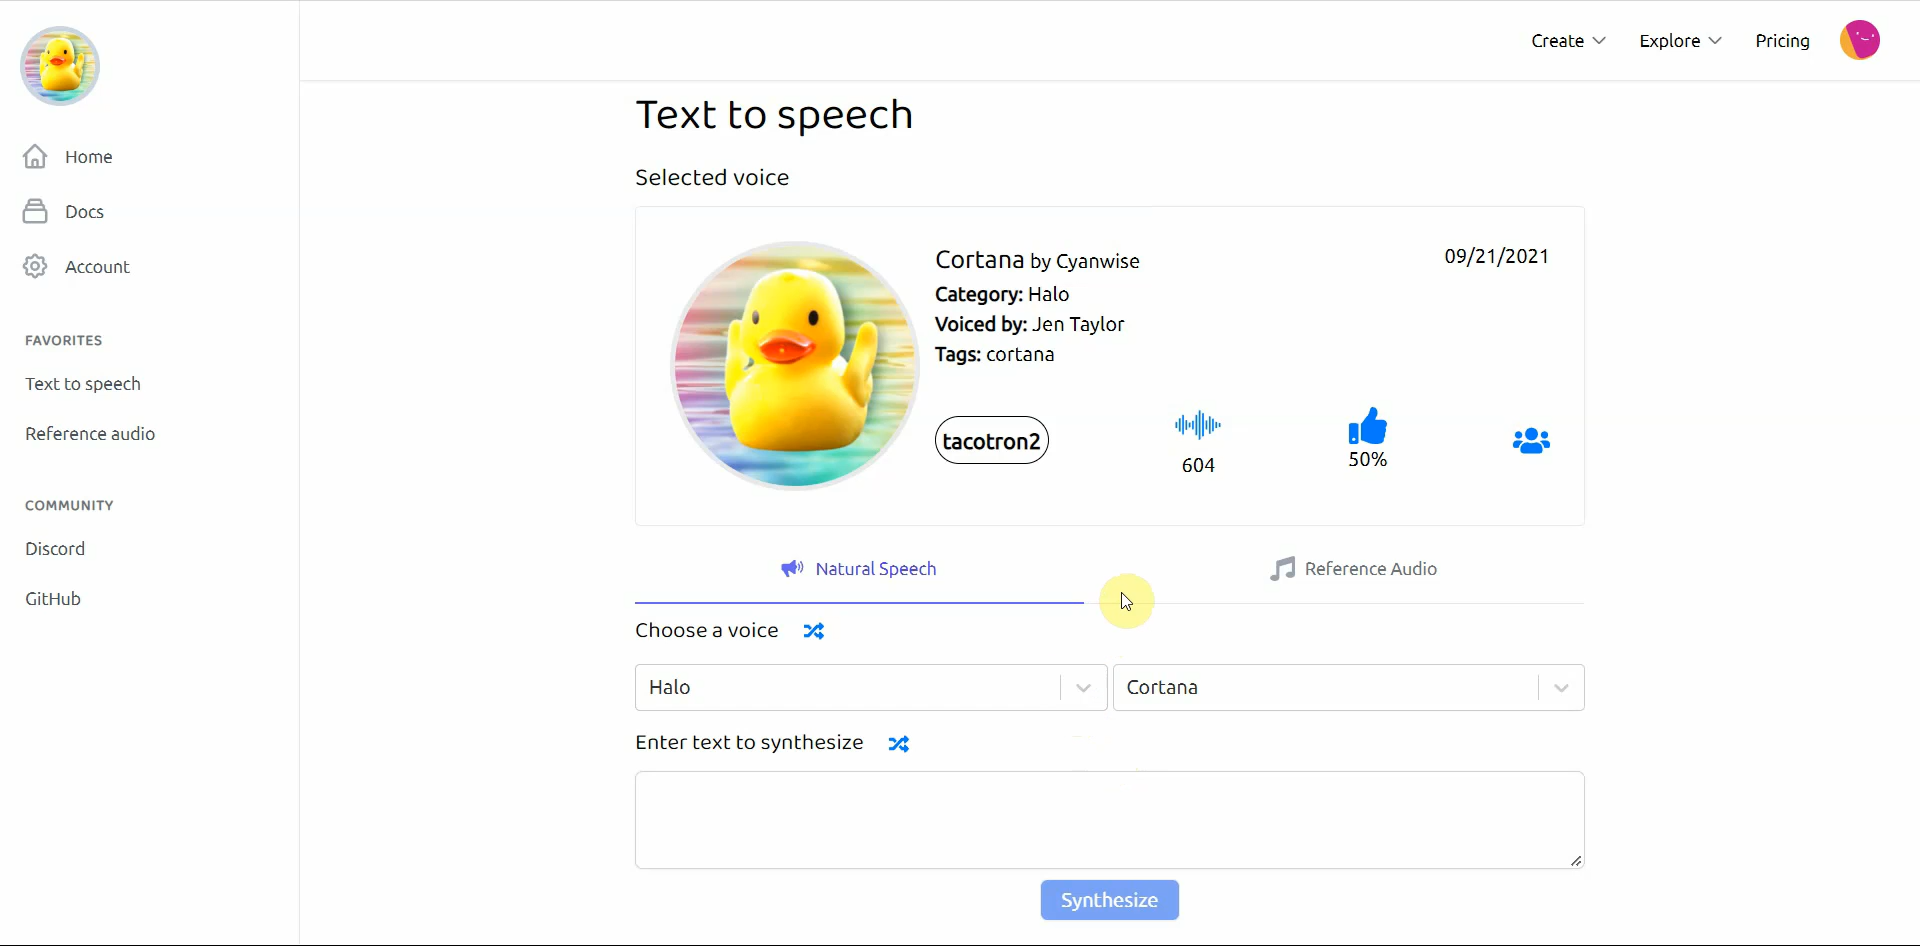 Create
Explore
Pricing
Home
Docs
Account
FAVORITES
Text to speech
Reference audio
COMMUNITY
Discord
GitHub
Text to speech
Selected voice
Cortana by Cyanwise
09/21/2021
Category: Halo
Voiced by: Jen Taylor
Tags: cortana
tacotron2
604
50%
Natural Speech
Reference Audio
Choose a voice
Halo
Cortana
Enter text to synthesize
Synthesize